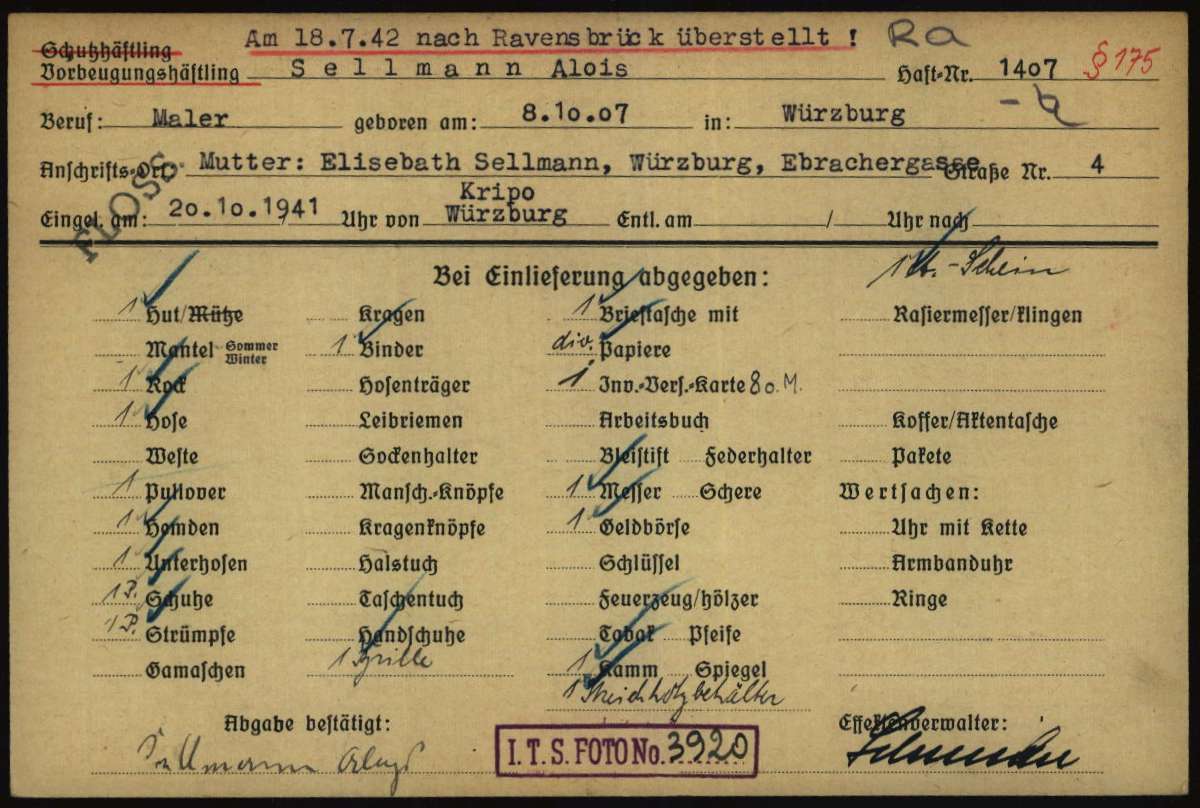 Am 18.7.42 nach Ravensbrück überstellt ! Ra
Schutzhäftling
Vorbeugungshäftling S e l l m a n n Alois Haft-Nr. 1407 § 175
Beruf: Maler geboren am: 8.10.07 in: Würzburg
Anschrifts-Ort: Mutter: Elisebath Sellmann, Würzburg, Ebrachergasse Straße Nr. 4
FLOSS.
Kripo
Eingel. am: 20.10.1941 Uhr von Würzburg Entl. am / Uhr nach
Bei Einlieferung abgegeben: 1 -Schein
1 Hut/Mütze Kragen 1 Brieftasche mit Rasiermesser/klingen
Mantel Sommer Winter 1 Binder div. Papiere
1 Rock Hosenträger 1 Inv.-Vers.-Karte 80.M.
1 Hose Leibriemen Arbeitsbuch Koffer/Aktentasche
Weste Sockenhalter Bleistift Federhalter Pakete
1 Pullover Mansch.-Knöpfe 1 Messer Schere Wertsachen:
1 Hemden Kragenknöpfe 1 Geldbörse Uhr mit Kette
1 Unterhosen Halstuch Schlüssel Armbanduhr
1 P. Schuhe Taschentuch Feuerzeug/hölzer Ringe
1 P. Strümpfe Handschuhe Tabak Pfeife
Gamaschen 1 Brille 1 Kamm Spiegel
1 Streichholzbehälter
Abgabe bestätigt: Effektenverwalter:
Sellmann Aloys I.T.S. FOTO No. 3920